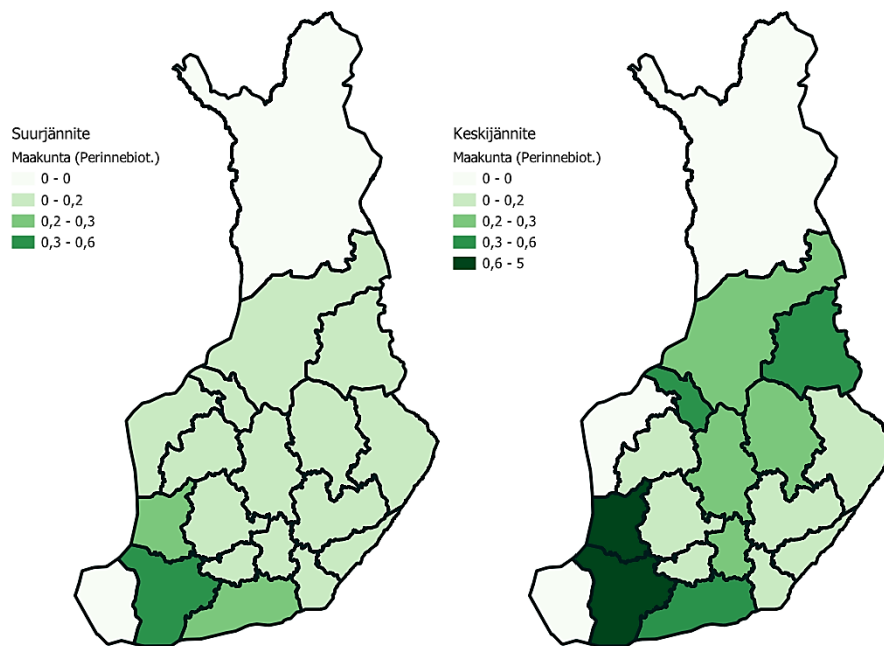 Suurjännite
Maakunta (Perinnebiot.)
0 - 0
0 - 0,2
0,2 - 0,3
0,3 - 0,6
Keskijännite
Maakunta (Perinnebiot.)
0 - 0
0 - 0,2
0,2 - 0,3
0,3 - 0,6
0,6 - 5